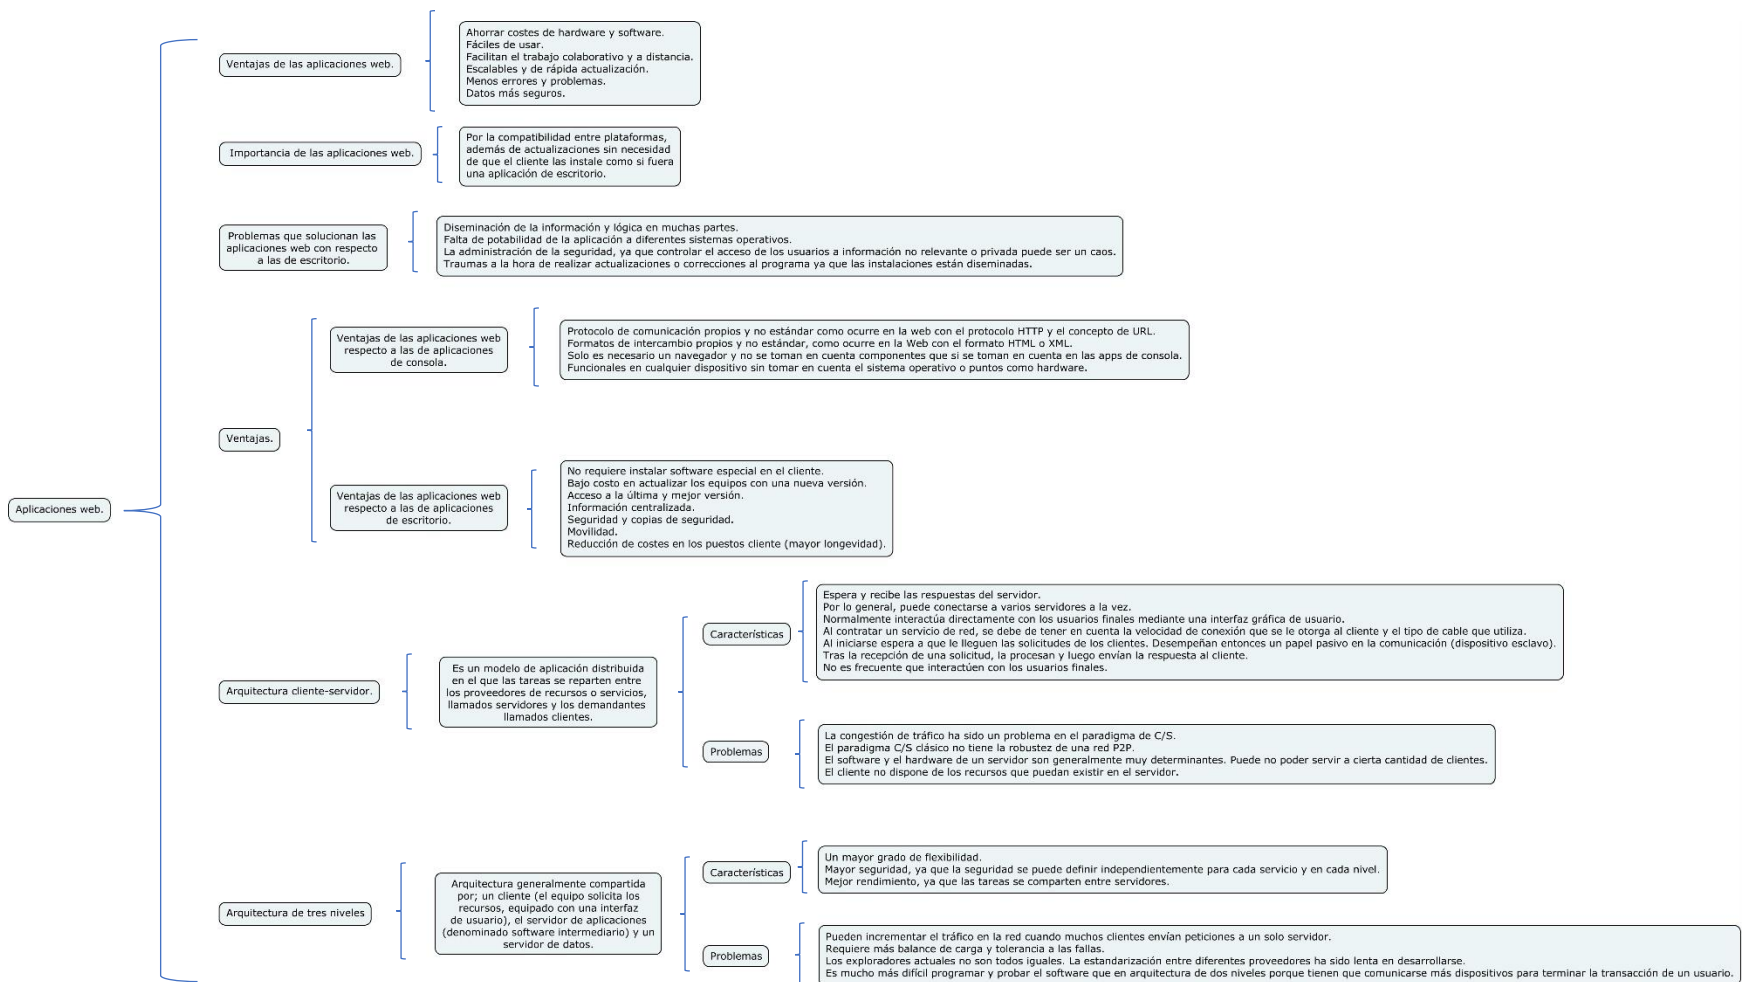 Aplicaciones web.
Ventajas de las aplicaciones web.
Ahorrar costes de hardware y software.
Fáciles de usar.
Facilitan el trabajo colaborativo y a distancia.
Escalables y de rápida actualización.
Menos errores y problemas.
Datos más seguros.
Importancia de las aplicaciones web.
Por la compatibilidad entre plataformas,
además de actualizaciones sin necesidad
de que el cliente las instale como si fuera
una aplicación de escritorio.
Problemas que solucionan las
aplicaciones web con respecto
a las de escritorio.
Diseminación de la información y lógica en muchas partes.
Falta de potabilidad de la aplicación a diferentes sistemas operativos.
La administración de la seguridad, ya que controlar el acceso de los usuarios a información no relevante o privada puede ser un caos.
Traumas a la hora de realizar actualizaciones o correcciones al programa ya que las instalaciones están diseminadas.
Ventajas.
Ventajas de las aplicaciones web
respecto a las de aplicaciones
de consola.
Protocolo de comunicación propios y no estándar como ocurre en la web con el protocolo HTTP y el concepto de URL.
Formatos de intercambio propios y no estándar, como ocurre en la Web con el formato HTML o XML.
Solo es necesario un navegador y no se toman en cuenta componentes que si se toman en cuenta en las apps de consola.
Funcionales en cualquier dispositivo sin tomar en cuenta el sistema operativo o puntos como hardware.
Ventajas de las aplicaciones web
respecto a las de aplicaciones
de escritorio.
No requiere instalar software especial en el cliente.
Bajo costo en actualizar los equipos con una nueva versión.
Acceso a la última y mejor versión.
Información centralizada.
Seguridad y copias de seguridad.
Movilidad.
Reducción de costes en los puestos cliente (mayor longevidad).
Arquitectura cliente-servidor.
Es un modelo de aplicación distribuida
en el que las tareas se reparten entre
los proveedores de recursos o servicios,
llamados servidores y los demandantes
llamados clientes.
Características
Espera y recibe las respuestas del servidor.
Por lo general, puede conectarse a varios servidores a la vez.
Normalmente interactúa directamente con los usuarios finales mediante una interfaz gráfica de usuario.
Al contratar un servicio de red, se debe de tener en cuenta la velocidad de conexión que se le otorga al cliente y el tipo de cable que utiliza.
Al iniciarse espera a que le lleguen las solicitudes de los clientes. Desempeñan entonces un papel pasivo en la comunicación (dispositivo esclavo).
Tras la recepción de una solicitud, la procesan y luego envían la respuesta al cliente.
No es frecuente que interactúen con los usuarios finales.
Problemas
La congestión de tráfico ha sido un problema en el paradigma de C/S.
El paradigma C/S clásico no tiene la robustez de una red P2P.
El software y el hardware de un servidor son generalmente muy determinantes. Puede no poder servir a cierta cantidad de clientes.
El cliente no dispone de los recursos que puedan existir en el servidor.
Arquitectura de tres niveles
Arquitectura generalmente compartida
por; un cliente (el equipo solicita los
recursos, equipado con una interfaz
de usuario), el servidor de aplicaciones
(denominado software intermediario) y un
servidor de datos.
Características
Un mayor grado de flexibilidad.
Mayor seguridad, ya que la seguridad se puede definir independientemente para cada servicio y en cada nivel.
Mejor rendimiento, ya que las tareas se comparten entre servidores.
Problemas
Pueden incrementar el tráfico en la red cuando muchos clientes envían peticiones a un solo servidor.
Requiere más balance de carga y tolerancia a las fallas.
Los exploradores actuales no son todos iguales. La estandarización entre diferentes proveedores ha sido lenta en desarrollarse.
Es mucho más difícil programar y probar el software que en arquitectura de dos niveles porque tienen que comunicarse más dispositivos para terminar la transacción de un usuario.